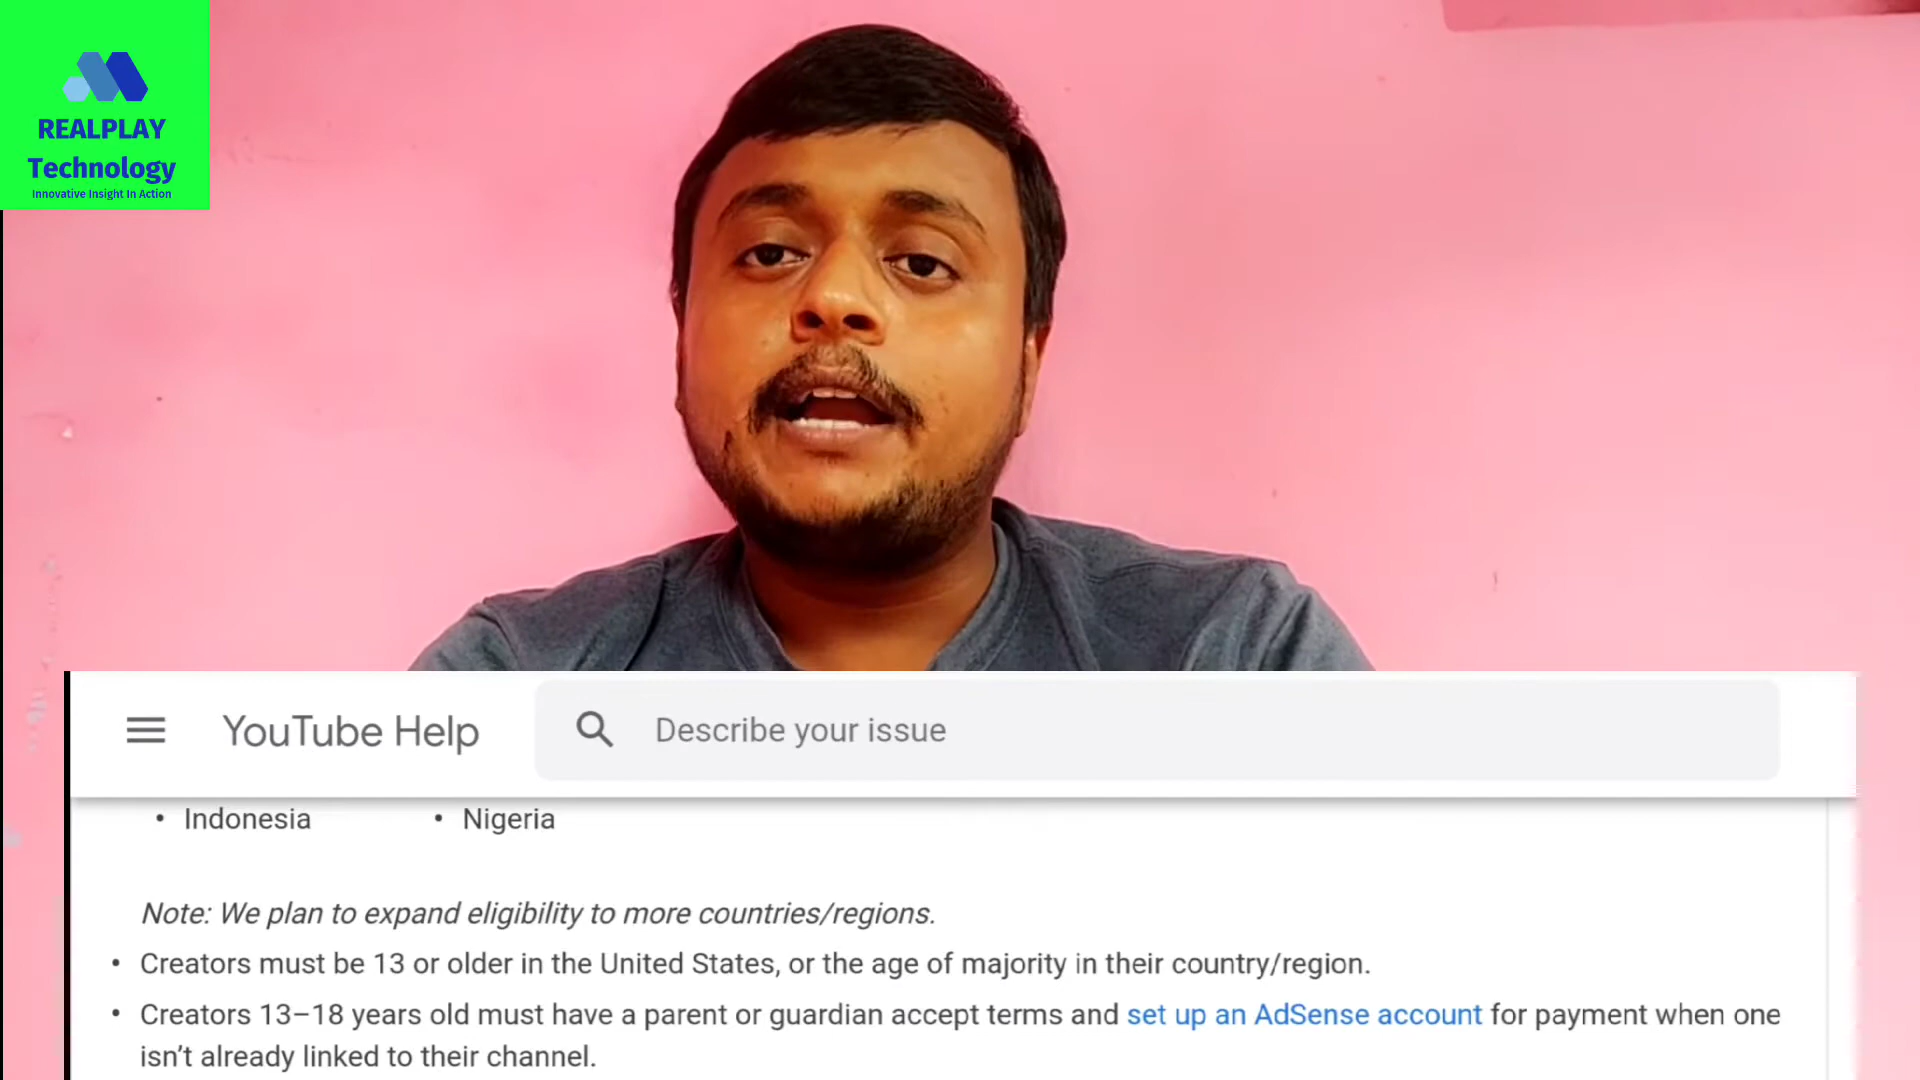 REALPLAY
Technology
Innovative Insight In Action
YouTube Help
Describe your issue
• Indonesia • Nigeria
Note: We plan to expand eligibility to more countries/regions.
• Creators must be 13 or older in the United States, or the age of majority in their country/region.
• Creators 13–18 years old must have a parent or guardian accept terms and set up an AdSense account for payment when one
isn’t already linked to their channel.